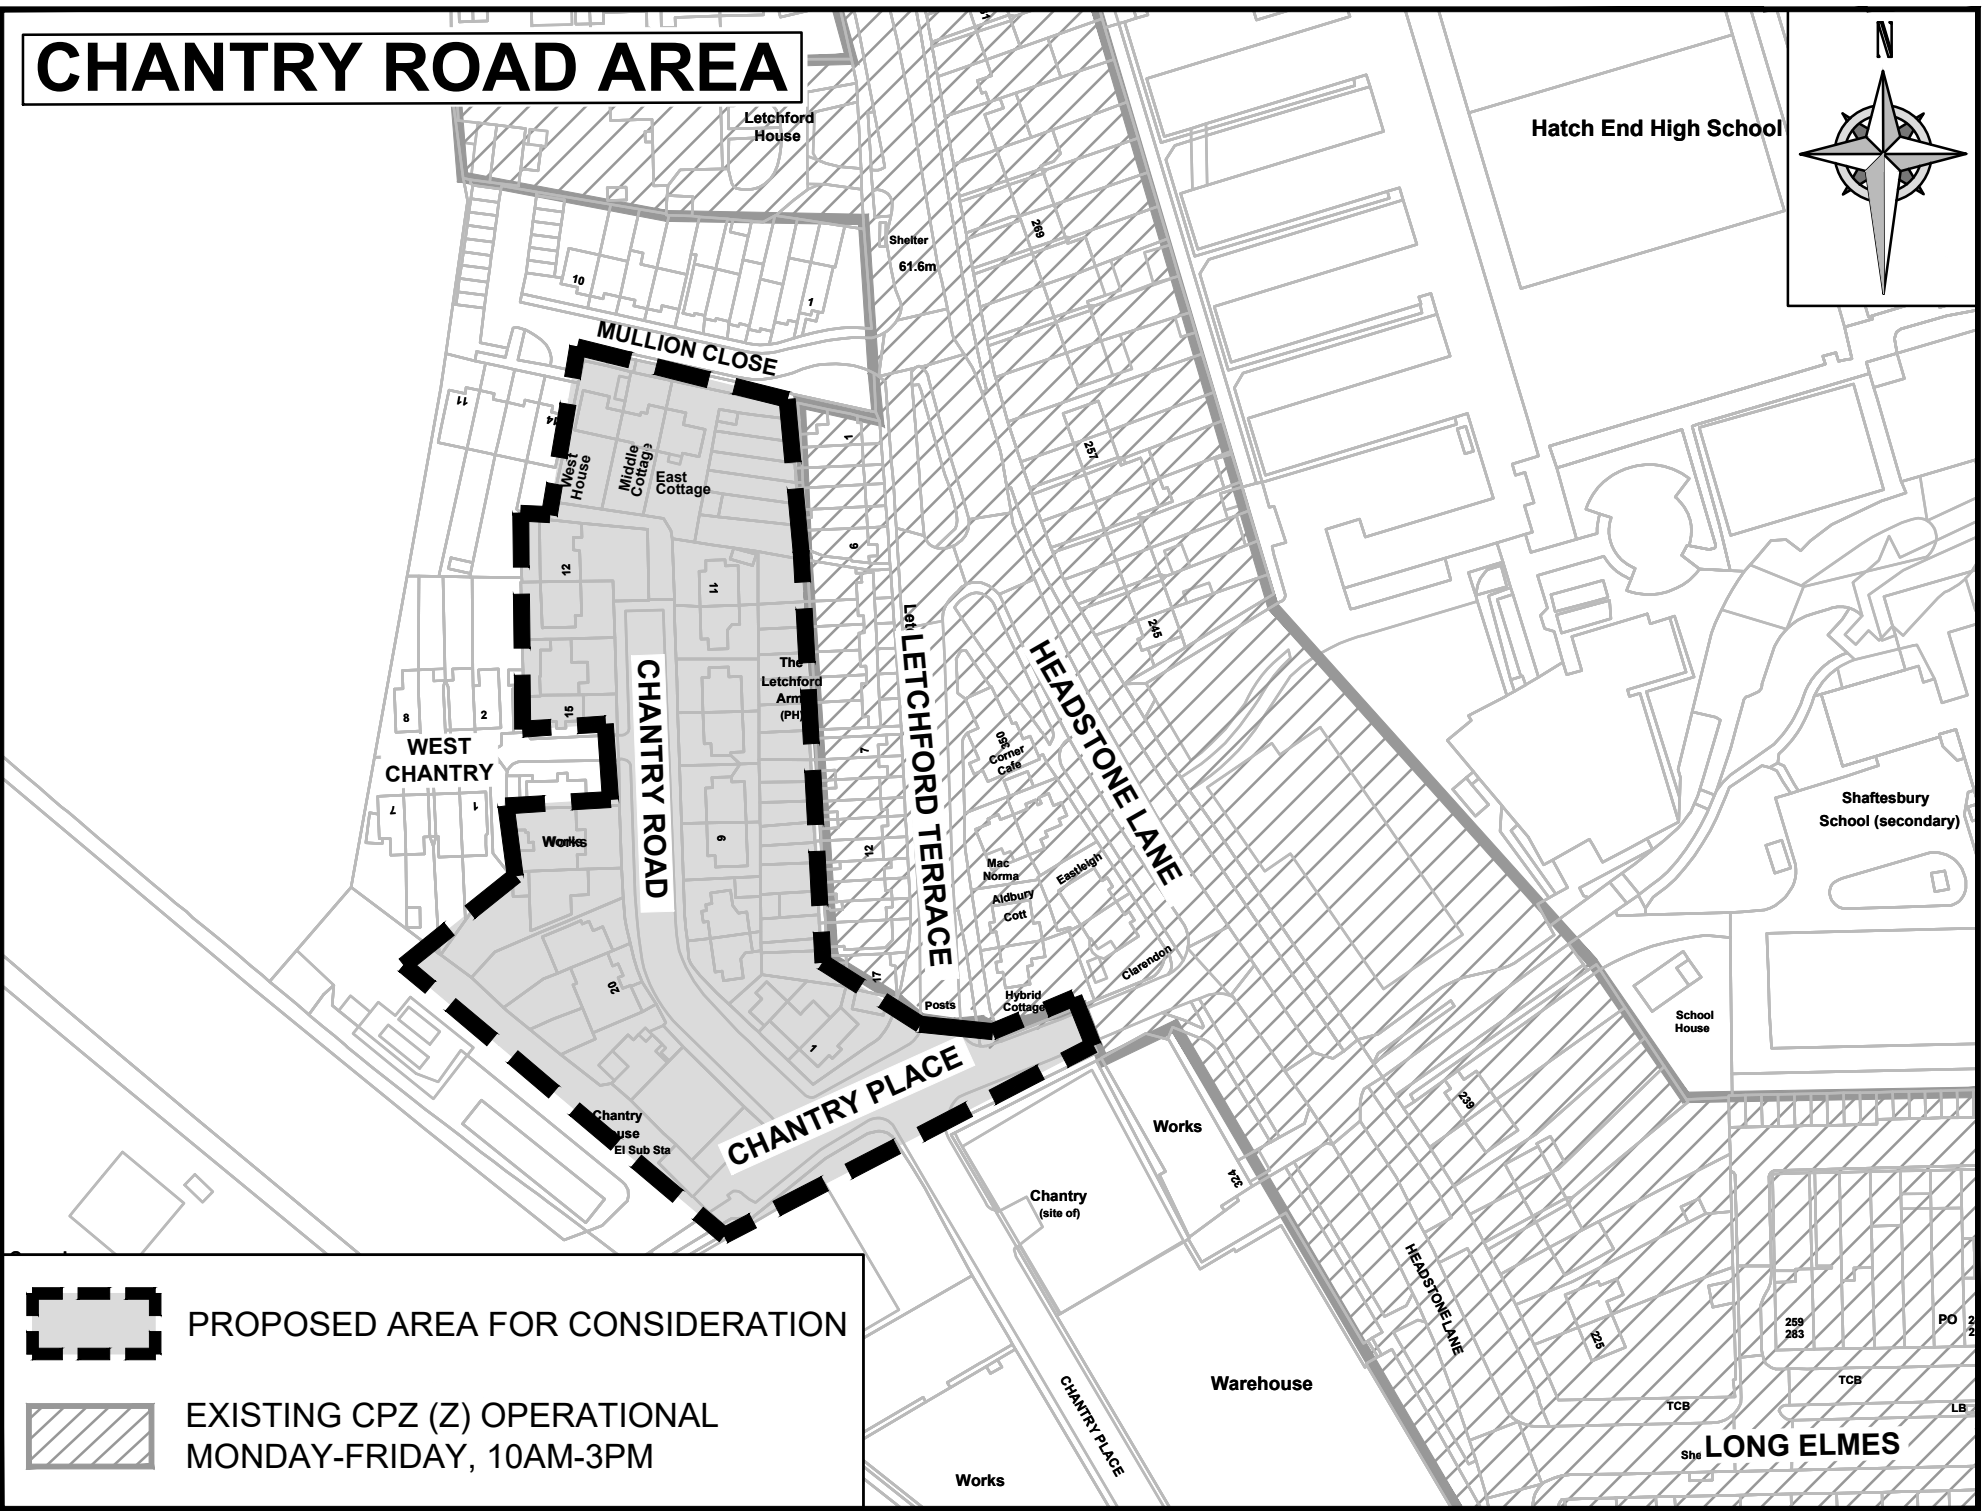 CHANTRY ROAD AREA
N
Letchford
House
Hatch End High School
269
Shelter
61.6m
10
1
MULLION CLOSE
11
14
West
House
Middle
Cottage
East
Cottage
1
257
12
11
6
245
HEADSTONE LANE
LETCHFORD TERRACE
CHANTRY ROAD
The
Letchford
Arm
(PH)
8
2
15
WEST
CHANTRY
7
1
7
350
Corner
Cafe
Works
9
12
Mac
Norma
Eastleigh
Aldbury
Cott
Shaftesbury
School (secondary)
Clarendon
17
20
Posts
Hybrid
Cottage
School
House
1
CHANTRY PLACE
Chantry
use
El Sub Sta
Works
239
324
Chantry
(site of)
HEADSTONE LANE
225
259
283
PO
TCB
TCB
LB
Warehouse
CHANTRY PLACE
LONG ELMES
Works
PROPOSED AREA FOR CONSIDERATION
EXISTING CPZ (Z) OPERATIONAL
MONDAY-FRIDAY, 10AM-3PM